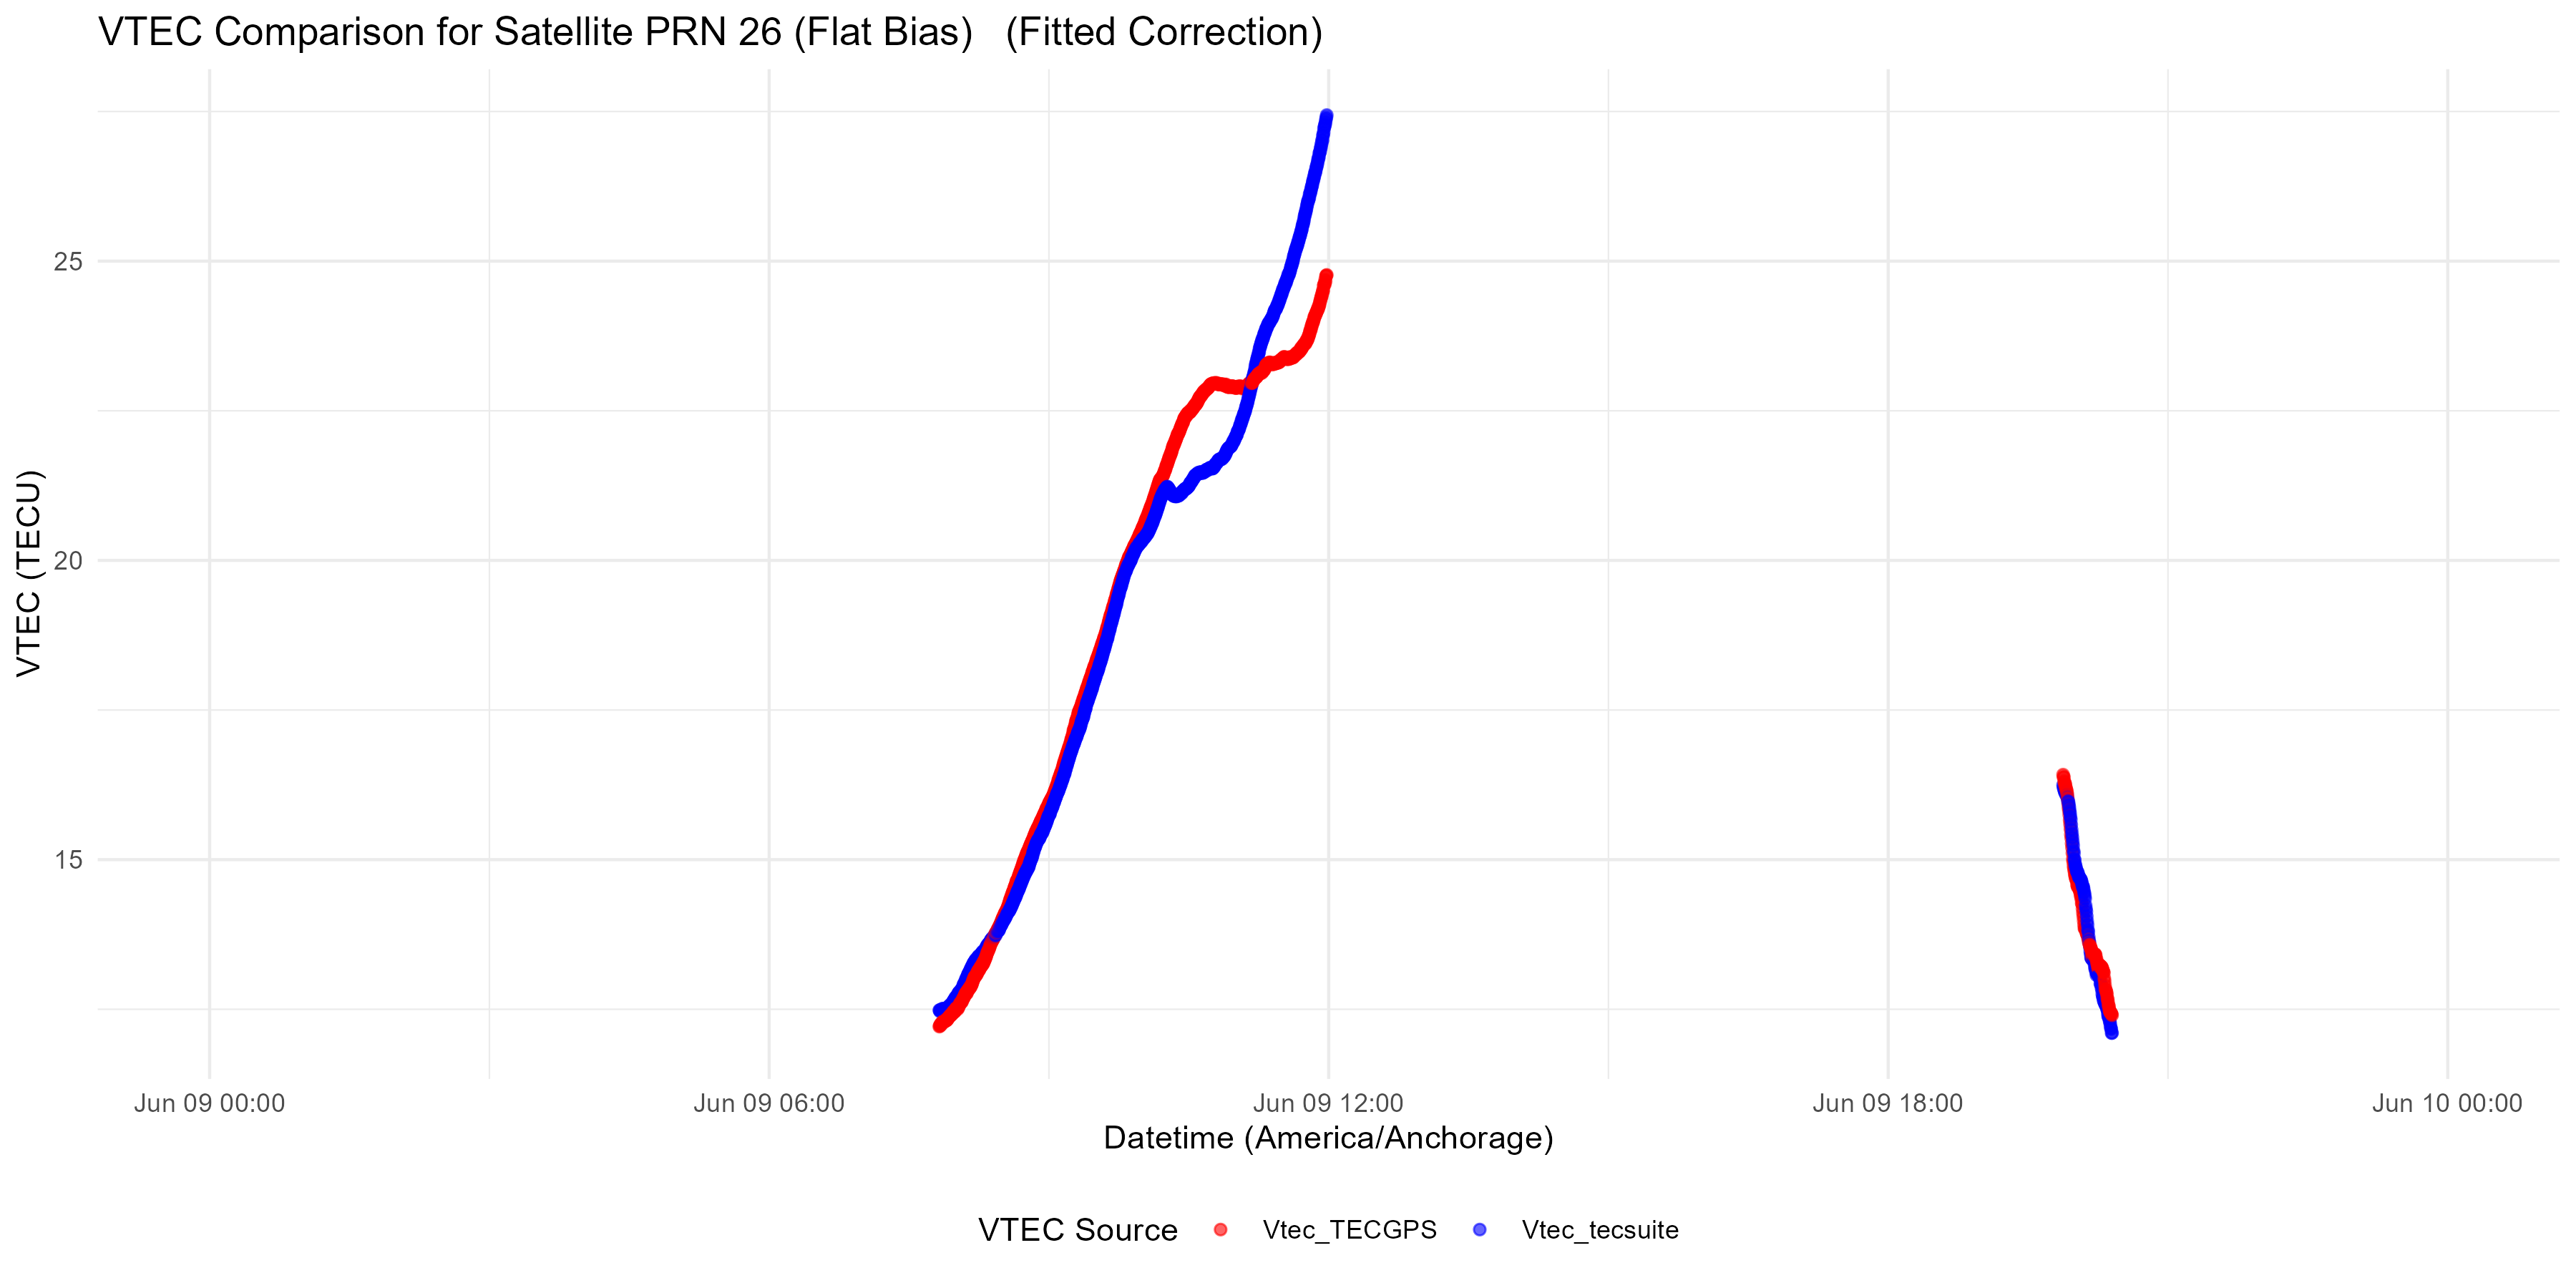 VTEC Comparison for Satellite PRN 26 (Flat Bias)   (Fitted Correction)
VTEC (TECU)
25
20
15
Jun 09 00:00
Jun 09 06:00
Jun 09 12:00
Jun 09 18:00
Jun 10 00:00
Datetime (America/Anchorage)
VTEC Source
Vtec_TECGPS
Vtec_tecsuite